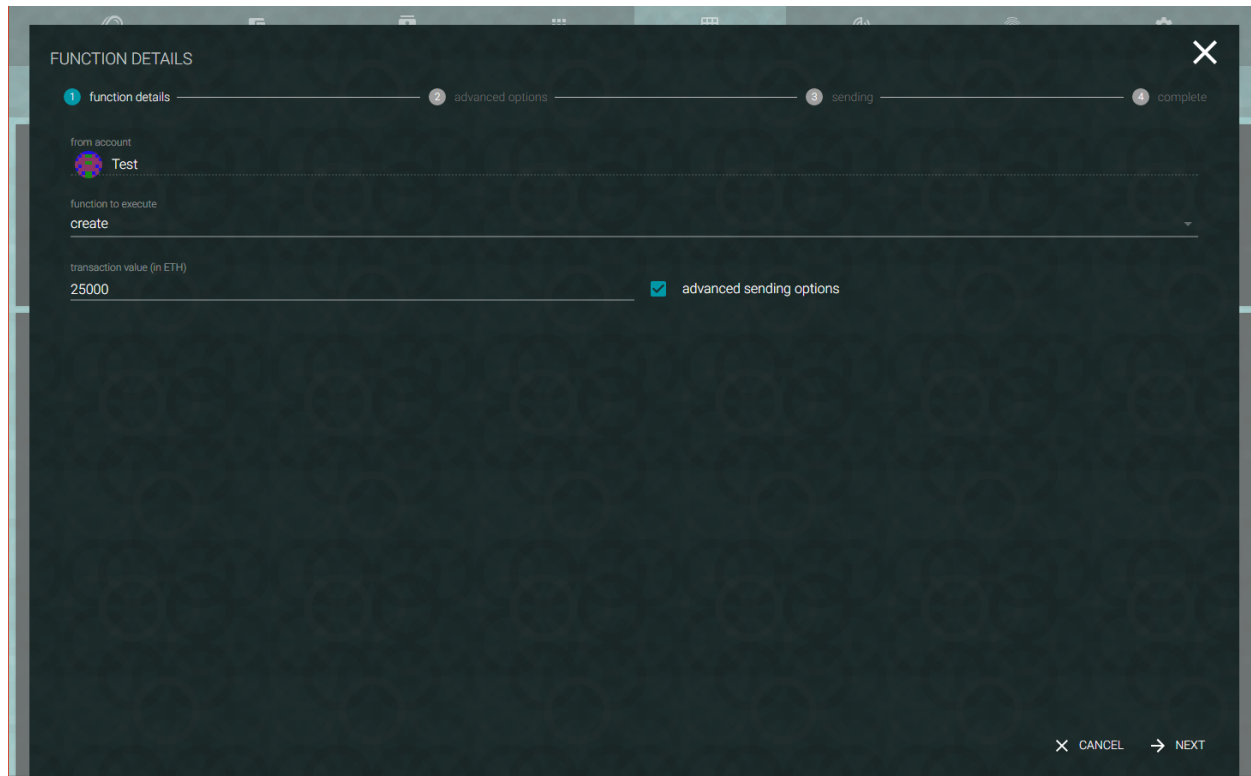 FUNCTION DETAILS
1 function details 2 advanced options 3 sending 4 complete
from account
Test
function to execute
create
transaction value (in ETH)
25000
advanced sending options
CANCEL NEXT